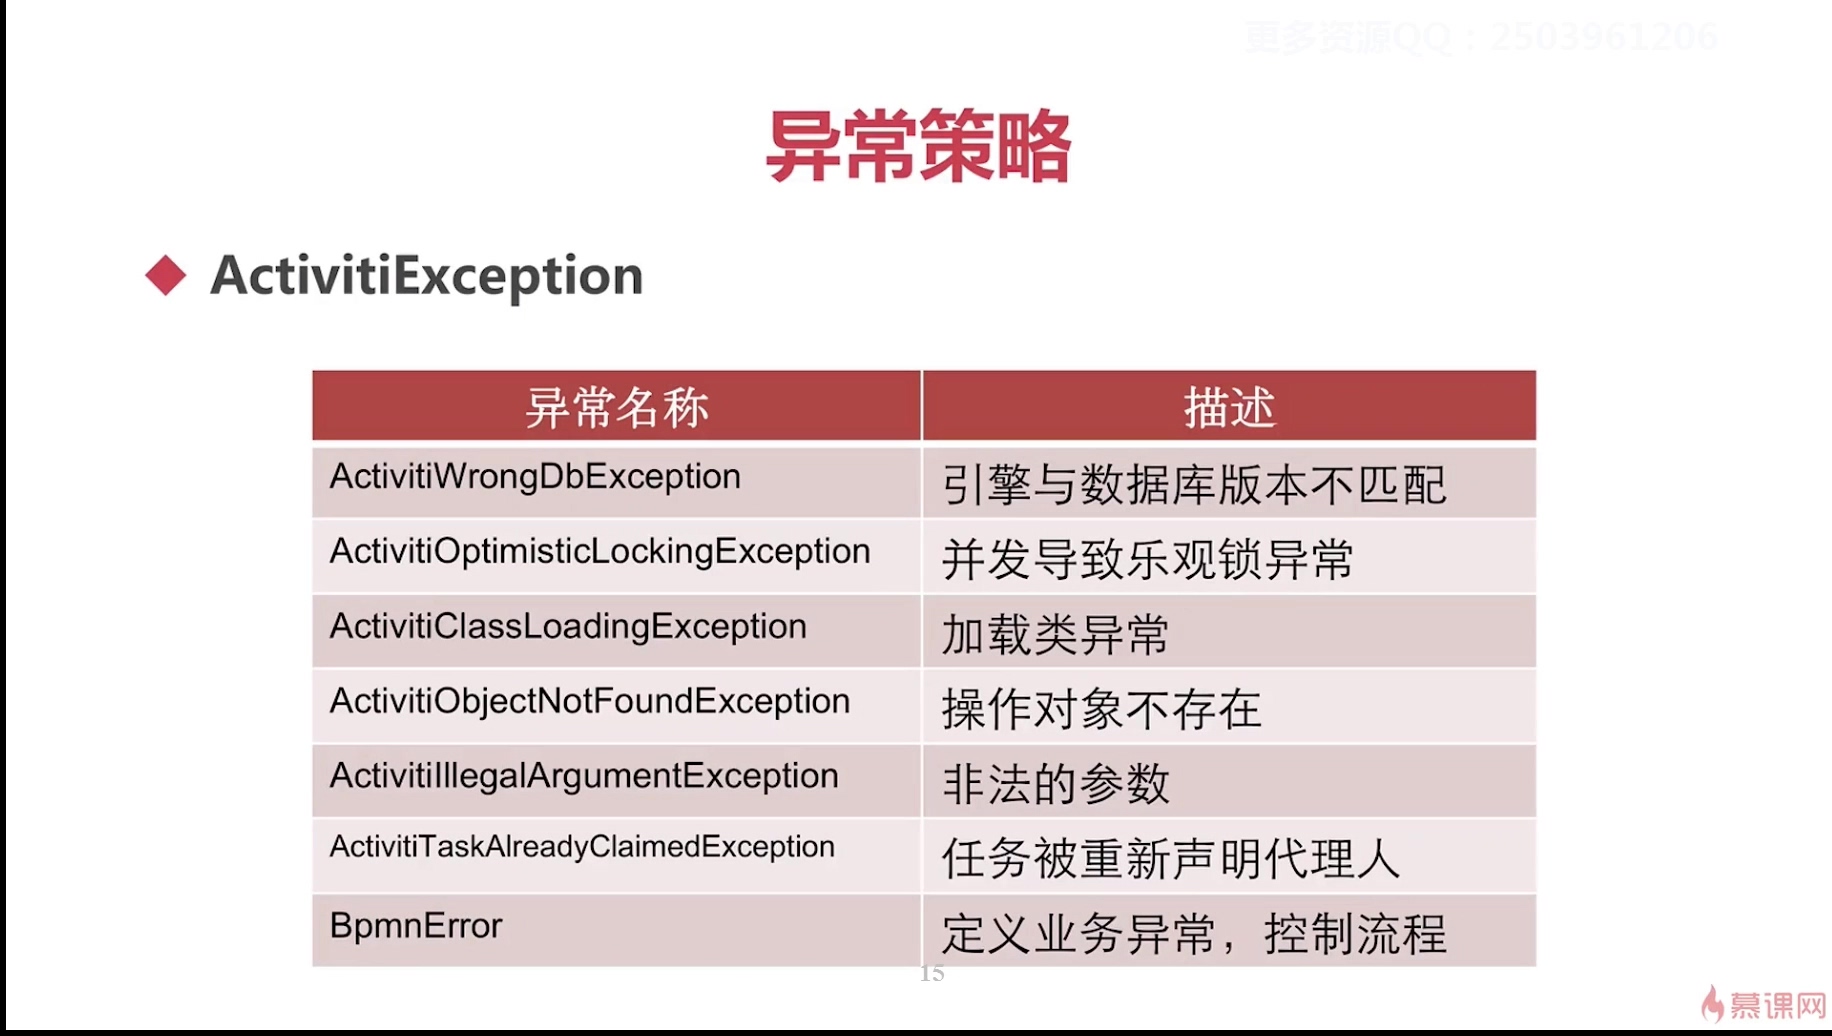 更多资源QQ：2503961206
异常策略
◆ ActivitiException
异常名称 描述
ActivitiWrongDbException 引擎与数据库版本不匹配
ActivitiOptimisticLockingException 并发导致乐观锁异常
ActivitiClassLoadingException 加载类异常
ActivitiObjectNotFoundException 操作对象不存在
ActivitiIllegalArgumentException 非法的参数
ActivitiTaskAlreadyClaimedException 任务被重新声明代理人
BpmnError 定义业务异常，控制流程
15
慕课网